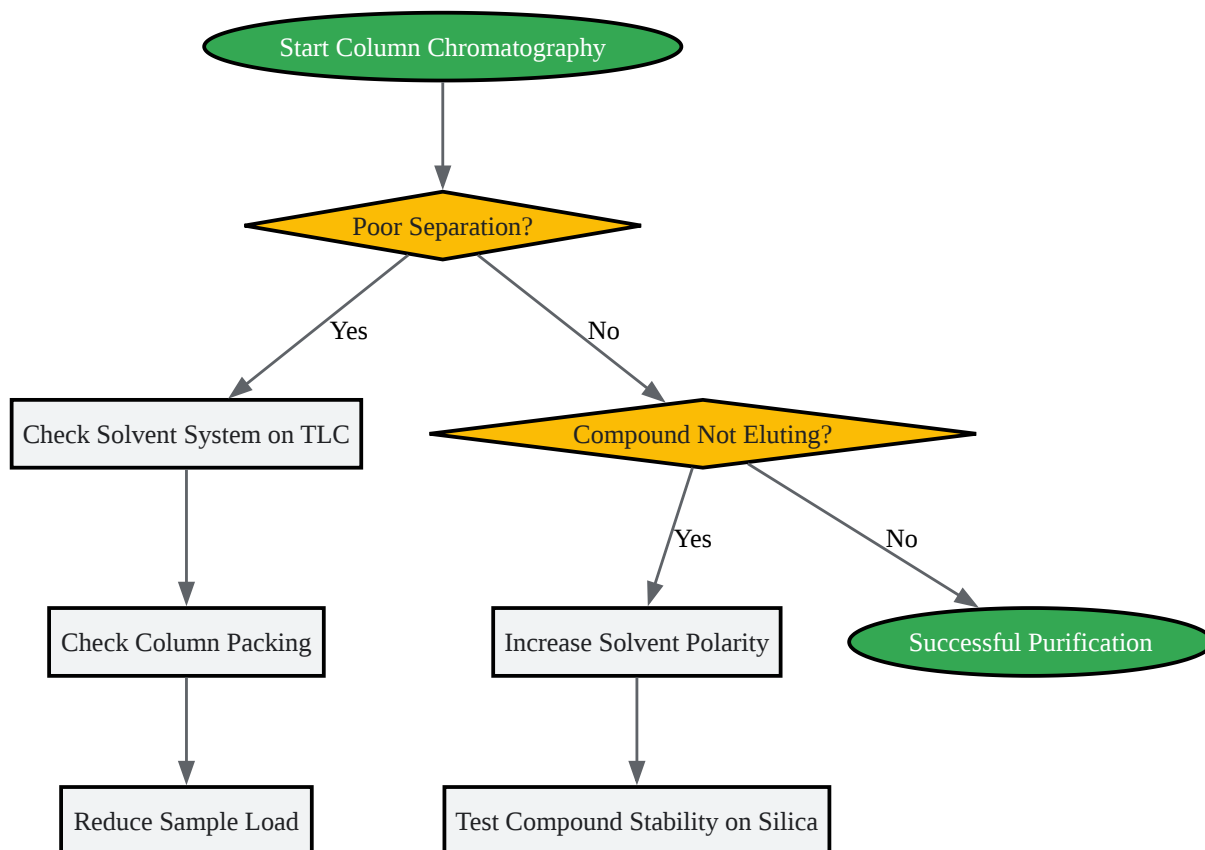 Start Column Chromatography
Poor Separation?
Yes
No
Check Solvent System on TLC
Compound Not Eluting?
Yes
No
Check Column Packing
Increase Solvent Polarity
Successful Purification
Reduce Sample Load
Test Compound Stability on Silica